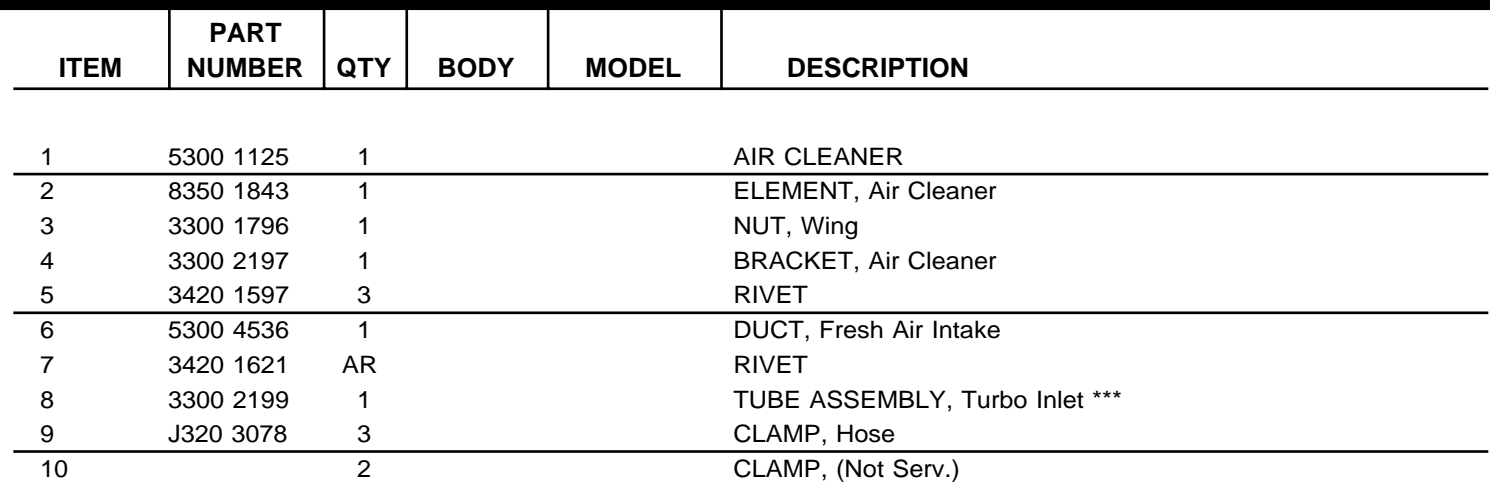 PART
ITEM NUMBER QTY BODY MODEL DESCRIPTION
1 5300 1125 1 AIR CLEANER
2 8350 1843 1 ELEMENT, Air Cleaner
3 3300 1796 1 NUT, Wing
4 3300 2197 1 BRACKET, Air Cleaner
5 3420 1597 3 RIVET
6 5300 4536 1 DUCT, Fresh Air Intake
7 3420 1621 AR RIVET
8 3300 2199 1 TUBE ASSEMBLY, Turbo Inlet ***
9 J320 3078 3 CLAMP, Hose
10 2 CLAMP, (Not Serv.)